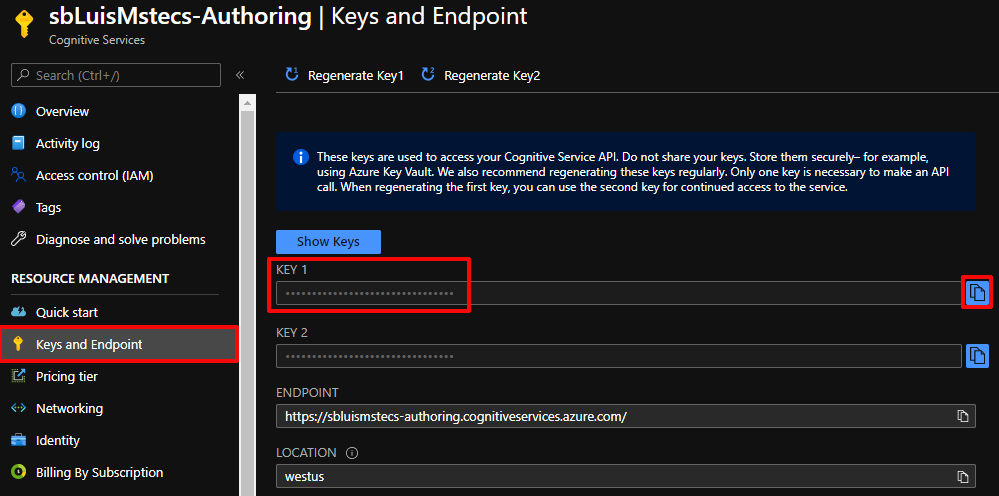 sbLuisMstecs-Authoring | Keys and Endpoint
Cognitive Services
Search (Ctrl+/)
«
Regenerate Key1
Regenerate Key2
Overview
Activity log
Access control (IAM)
Tags
Diagnose and solve problems
RESOURCE MANAGEMENT
Quick start
Keys and Endpoint
Pricing tier
Networking
Identity
Billing By Subscription
These keys are used to access your Cognitive Service API. Do not share your keys. Store them securely– for example,
using Azure Key Vault. We also recommend regenerating these keys regularly. Only one key is necessary to make an API
call. When regenerating the first key, you can use the second key for continued access to the service.
Show Keys
KEY 1
••••••••••••••••••••••••••••••••
KEY 2
••••••••••••••••••••••••••••••••
ENDPOINT
https://sbluismstecs-authoring.cognitiveservices.azure.com/
LOCATION
westus